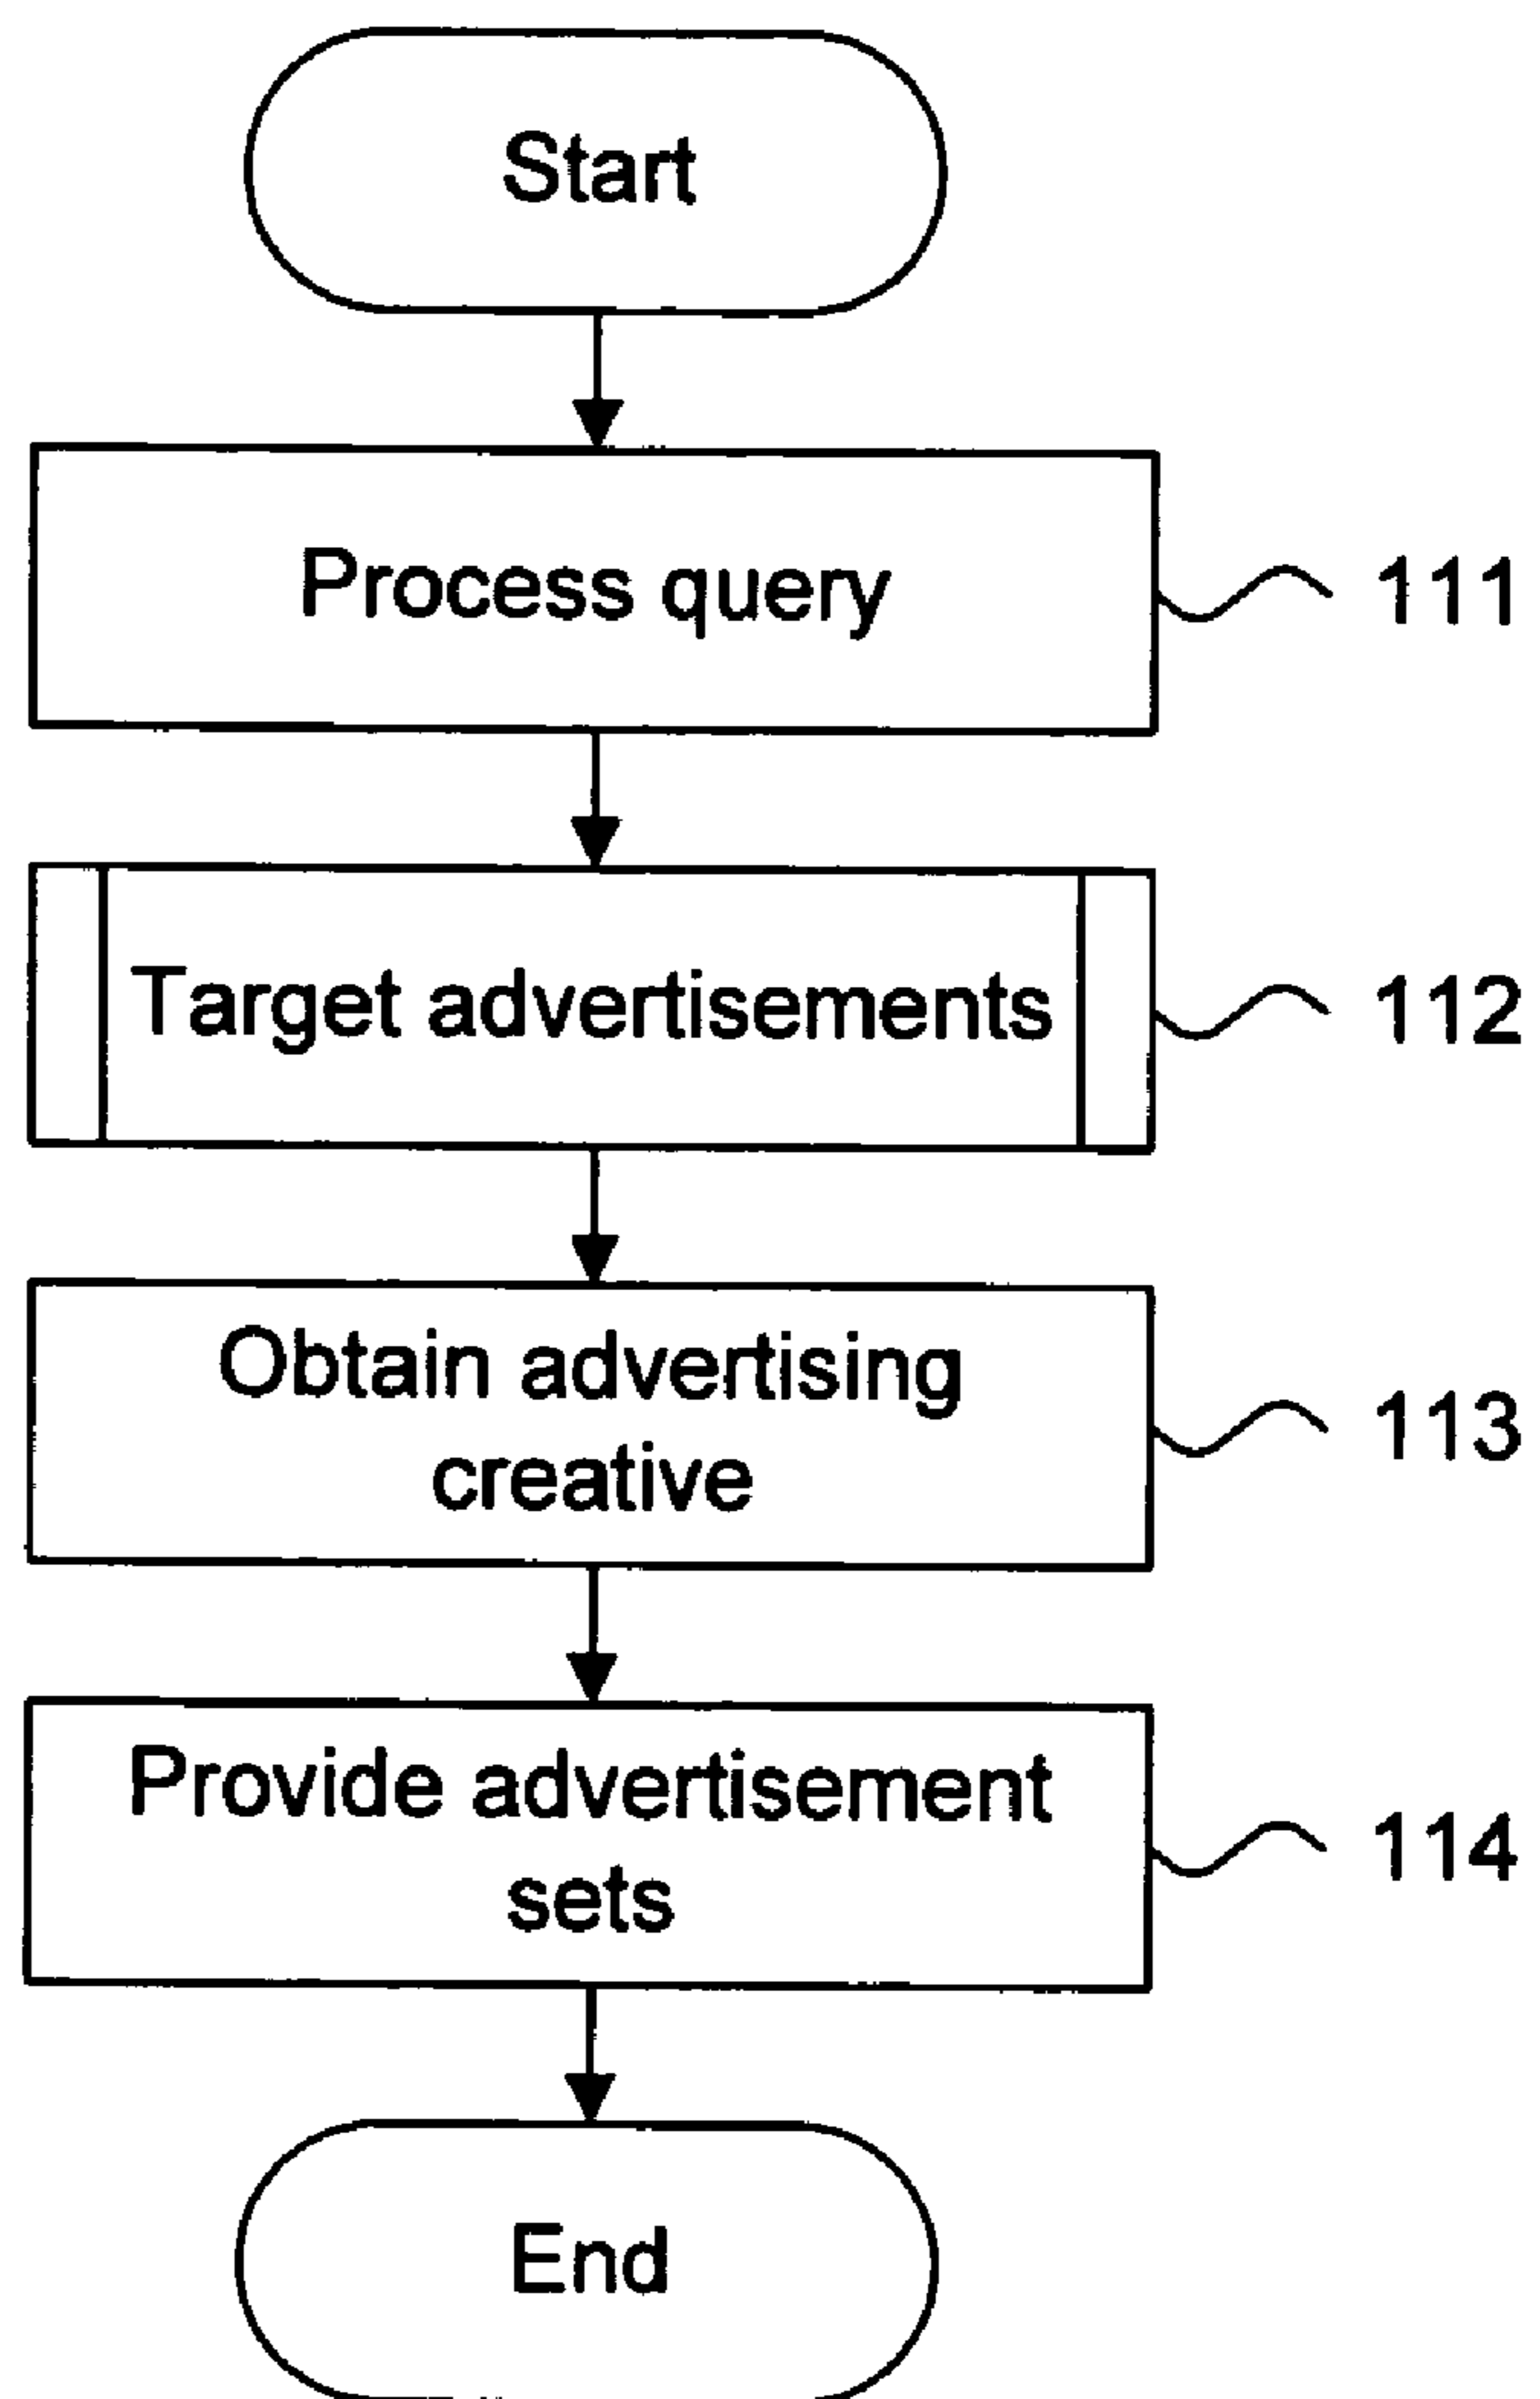 Start
Process query
111
Target advertisements
112
Obtain advertising
creative
113
Provide advertisement
sets
114
End